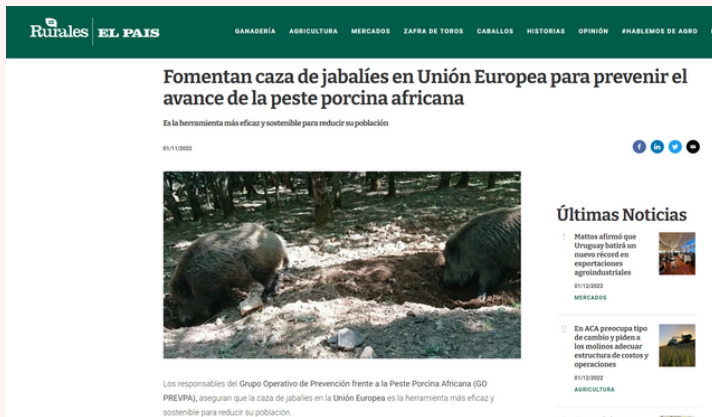 Rurales EL PAIS
GANADERÍA AGRICULTURA MERCADOS ZAFRA DE TOROS CABALLOS HISTORIAS OPINIÓN #HABLEMOS DE AGRO
Fomentan caza de jabalíes en Unión Europea para prevenir el
avance de la peste porcina africana
Es la herramienta más eficaz y sostenible para reducir su población
01/11/2022
Últimas Noticias
1 Mattos afirmó que
Uruguay batirá un
nuevo récord en
exportaciones
agroindustriales
01/12/2022
MERCADOS
2 En ACA preocupa tipo
de cambio y piden a
los molinos adecuar
estructura de costos y
operaciones
01/12/2022
AGRICULTURA
Los responsables del Grupo Operativo de Prevención frente a la Peste Porcina Africana (GO
PREVPA), aseguran que la caza de jabalíes en la Unión Europea es la herramienta más eficaz y
sostenible para reducir su población.